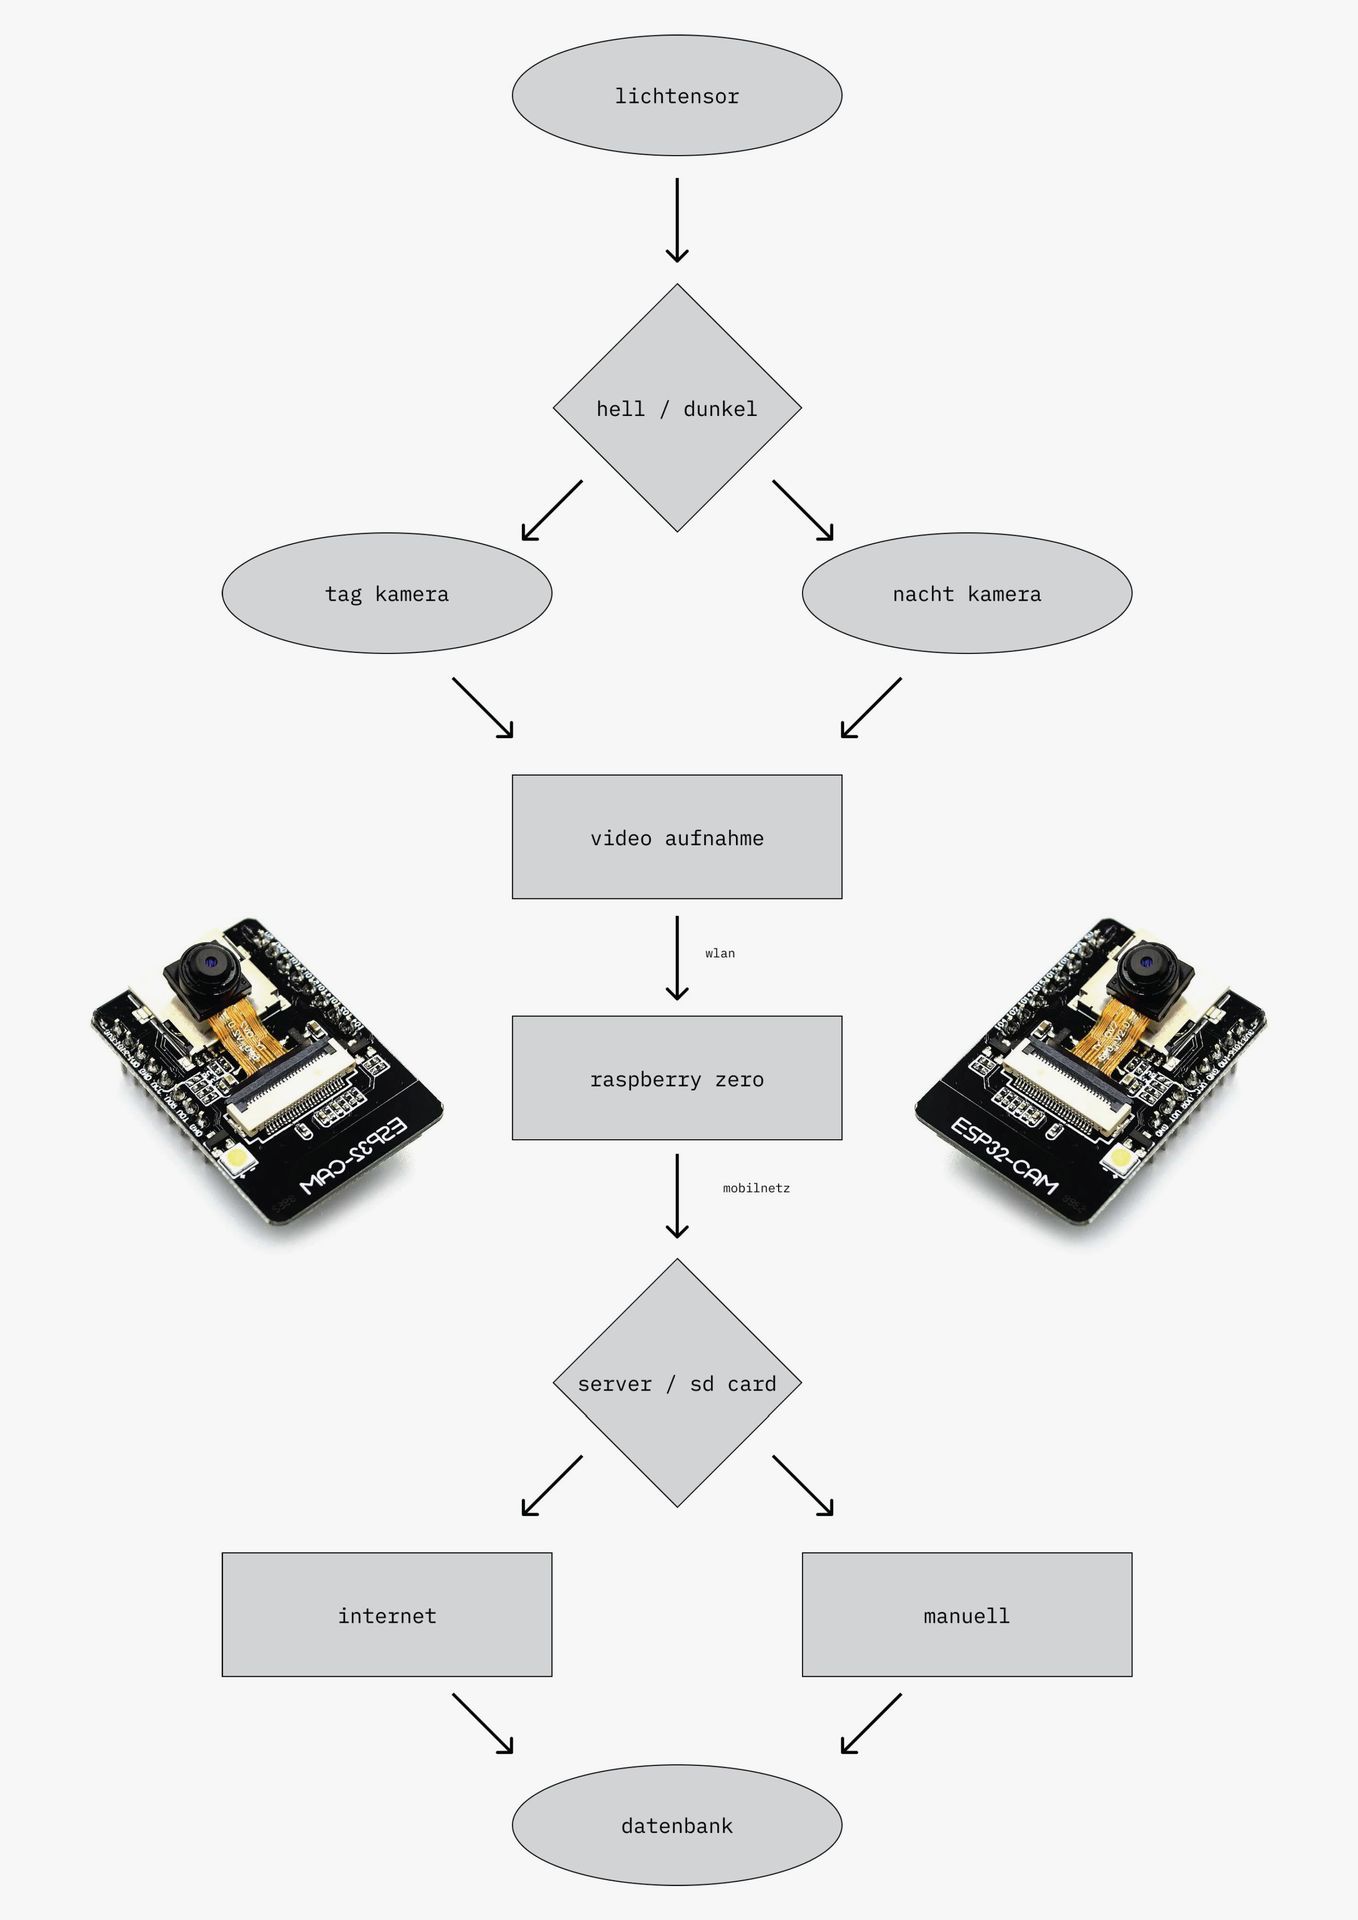 lichtensor
hell / dunkel
tag kamera
nacht kamera
video aufnahme
wlan
raspberry zero
mobilnetz
server / sd card
internet
manuell
datenbank
ESP32-CAM
ESP32-CAM